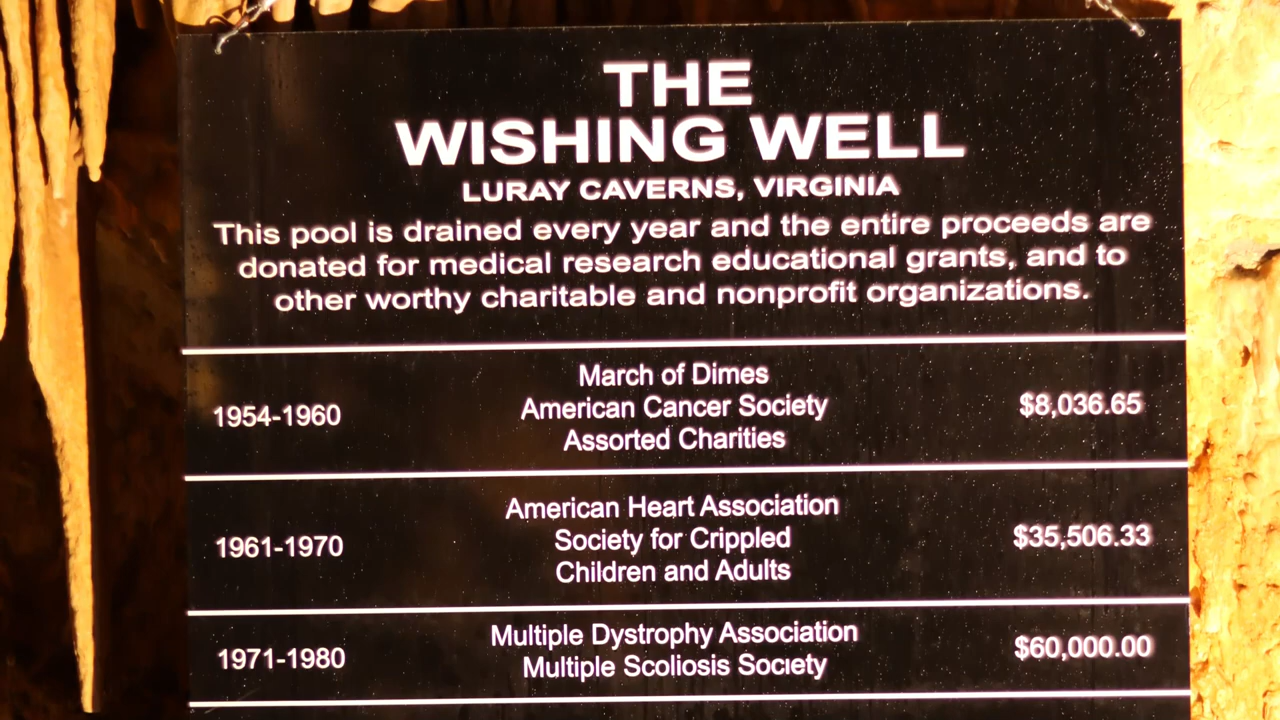 THE
WISHING WELL
LURAY CAVERNS, VIRGINIA
This pool is drained every year and the entire proceeds are
donated for medical research educational grants, and to
other worthy charitable and nonprofit organizations.
March of Dimes
1954-1960 American Cancer Society $8,036.65
Assorted Charities
American Heart Association
1961-1970 Society for Crippled $35,506.33
Children and Adults
Multiple Dystrophy Association
1971-1980 Multiple Scoliosis Society $60,000.00